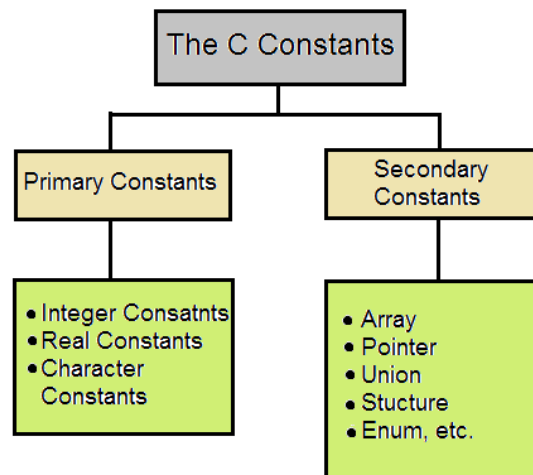 The C Constants
Primary Constants
Secondary
Constants
• Integer Consatnts
• Real Constants
• Character
Constants
• Array
• Pointer
• Union
• Stucture
• Enum, etc.